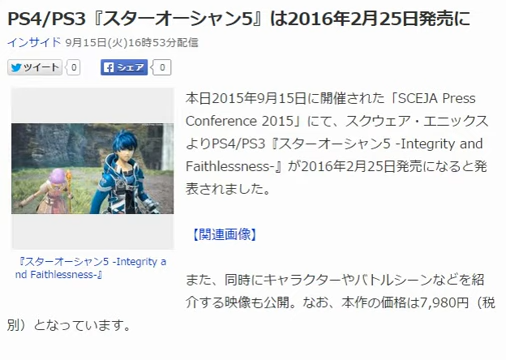 PS4/PS3『スターオーシャン5』は2016年2月25日発売に
インサイド 9月15日(火)16時53分配信
ツイート 0 シェア 0
本日2015年9月15日に開催された「SCEJA Press
Conference 2015」にて、スクウェア・エニックス
よりPS4/PS3『スターオーシャン5 -Integrity and
Faithlessness-』が2016年2月25日発売になると発
表されました。
『スターオーシャン5 -Integrity a
nd Faithlessness-』
【関連画像】
また、同時にキャラクターやバトルシーンなどを紹
介する映像も公開。なお、本作の価格は7,980円（税
別）となっています。